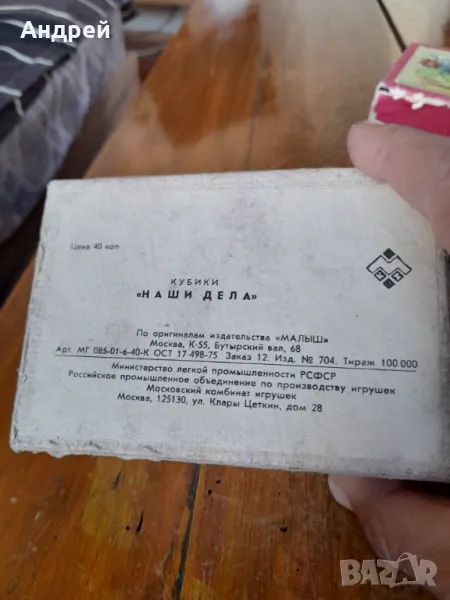 Андрей
Цена 40 коп
КУБИКИ
«НАШИ ДЕЛА»
По оригиналам издательства «МАЛЫШ»
Москва, К-55, Бутырский вал, 68
Арт. МГ 085-01-6-40-К ОСТ 17-498-75. Заказ 12. Изд. № 704. Тираж 100 000
Министерство легкой промышленности РСФСР
Российское промышленное объединение по производству игрушек
Московский комбинат игрушек
Москва, 125130, ул. Клары Цеткин, дом 28
BAZAR